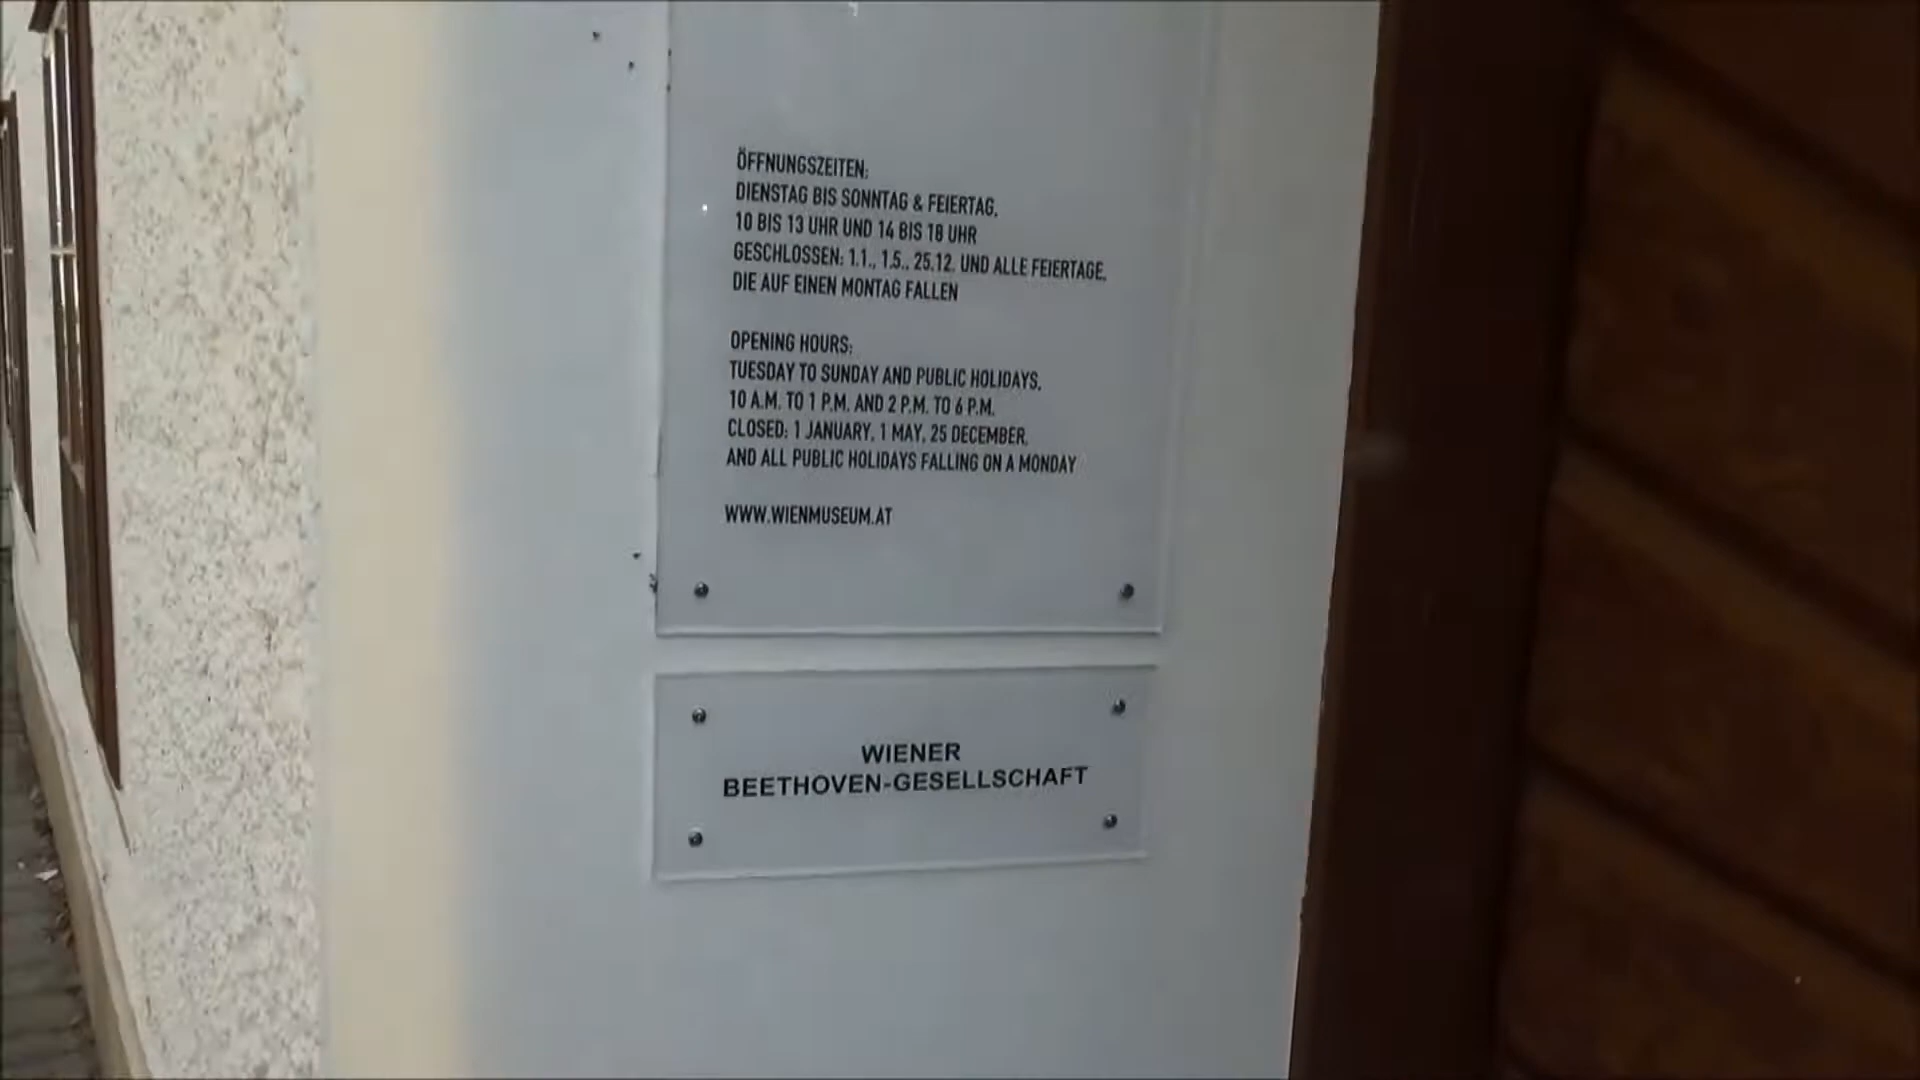 ÖFFNUNGSZEITEN:
DIENSTAG BIS SONNTAG & FEIERTAG,
10 BIS 13 UHR UND 14 BIS 18 UHR
GESCHLOSSEN: 1.1., 1.5., 25.12. UND ALLE FEIERTAGE,
DIE AUF EINEN MONTAG FALLEN
OPENING HOURS:
TUESDAY TO SUNDAY AND PUBLIC HOLIDAYS,
10 A.M. TO 1 P.M. AND 2 P.M. TO 6 P.M.
CLOSED: 1 JANUARY, 1 MAY, 25 DECEMBER,
AND ALL PUBLIC HOLIDAYS FALLING ON A MONDAY
WWW.WIENMUSEUM.AT
WIENER
BEETHOVEN-GESELLSCHAFT